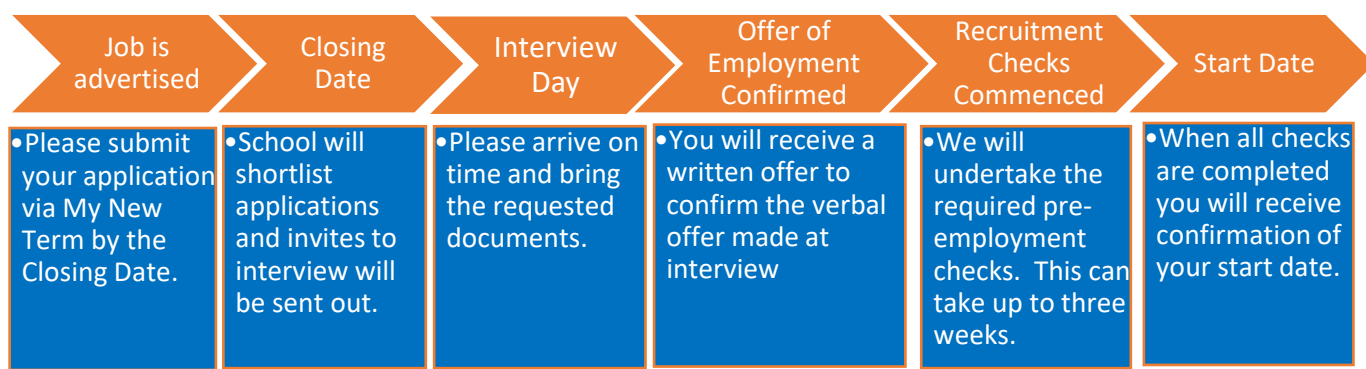 Job is
advertised
Closing
Date
Interview
Day
Offer of
Employment
Confirmed
Recruitment
Checks
Commenced
Start Date
•Please submit
your application
via My New
Term by the
Closing Date.
•School will
shortlist
applications
and invites to
interview will
be sent out.
•Please arrive on
time and bring
the requested
documents.
•You will receive a
written offer to
confirm the verbal
offer made at
interview
•We will
undertake the
required pre-
employment
checks.  This can
take up to three
weeks.
•When all checks
are completed
you will receive
confirmation of
your start date.